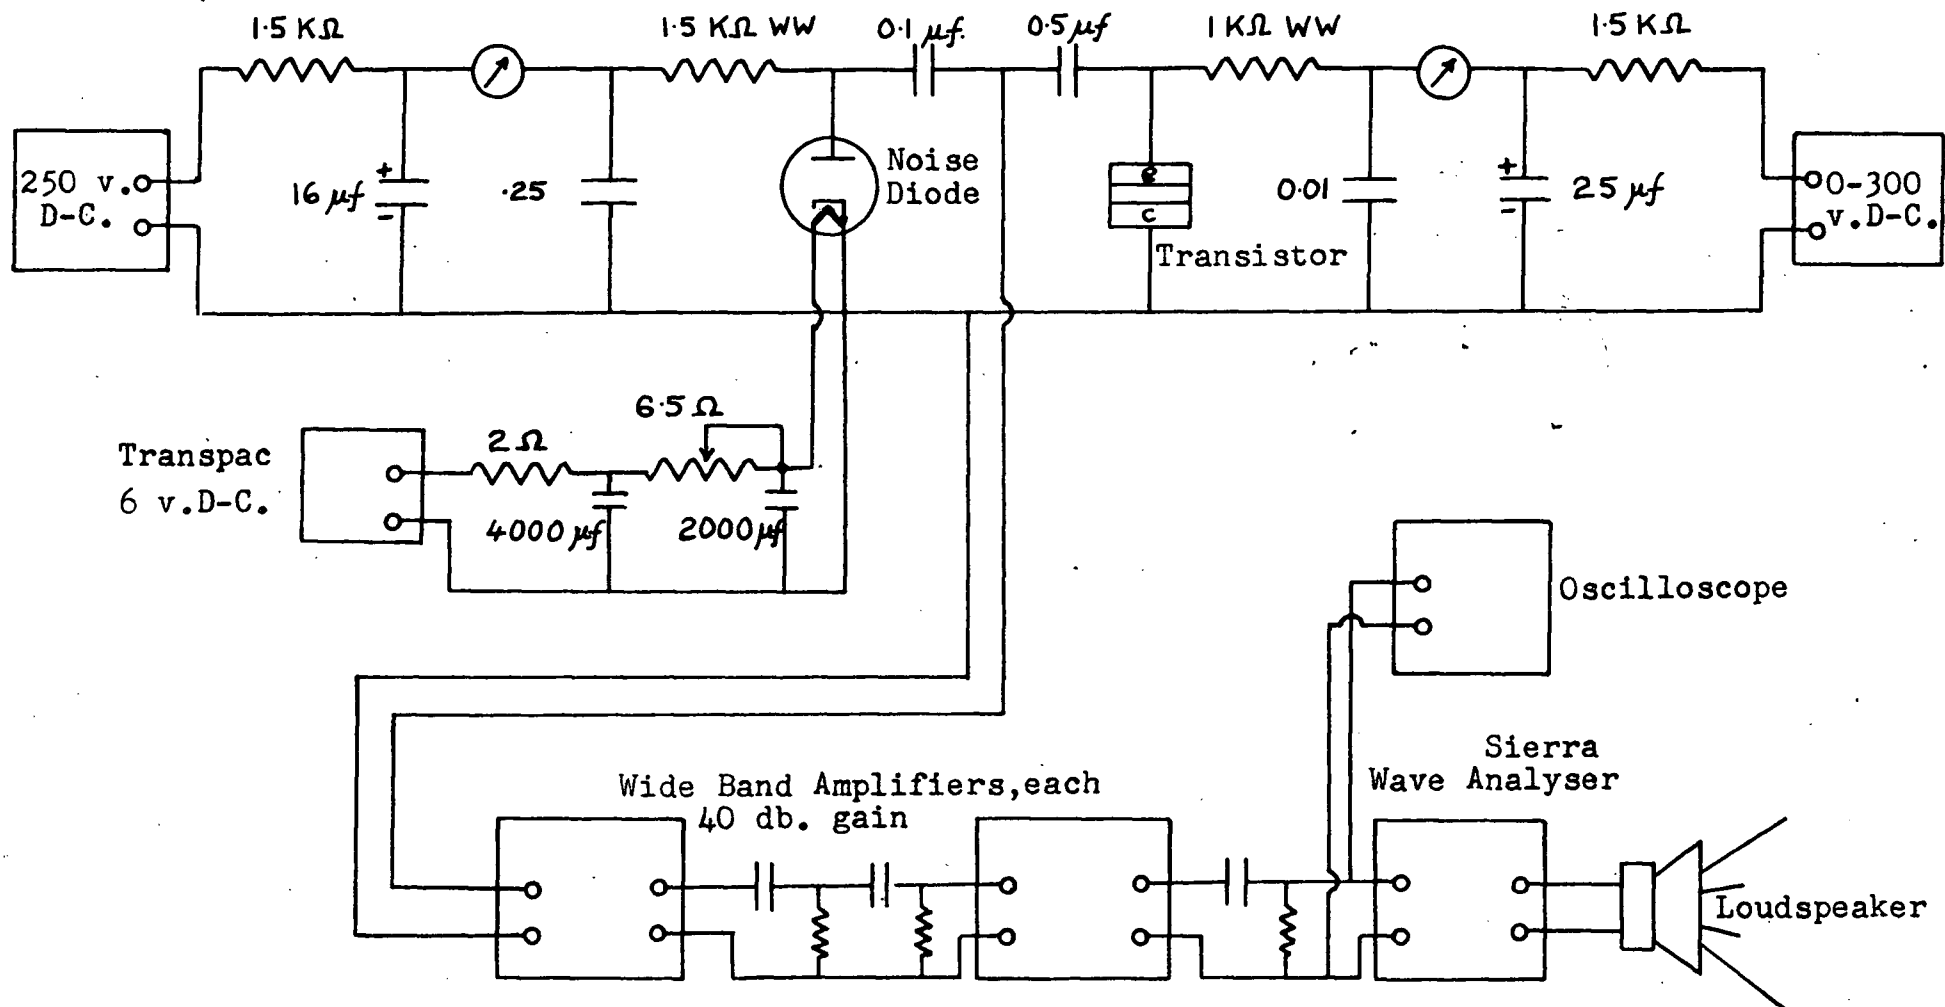 1.5 KΩ
1.5 KΩ WW
0.1 μf.
0.5 μf
1 KΩ WW
1.5 KΩ
250 v.
D-C.
16 μf
+
-
.25
Noise
Diode
e
c
Transistor
0.01
+
-
25 μf
0-300
v.D-C.
Transpac
6 v.D-C.
2Ω
6.5 Ω
4000 μf
2000 μf
Oscilloscope
Sierra
Wave Analyser
Wide Band Amplifiers,each
40 db. gain
Loudspeaker